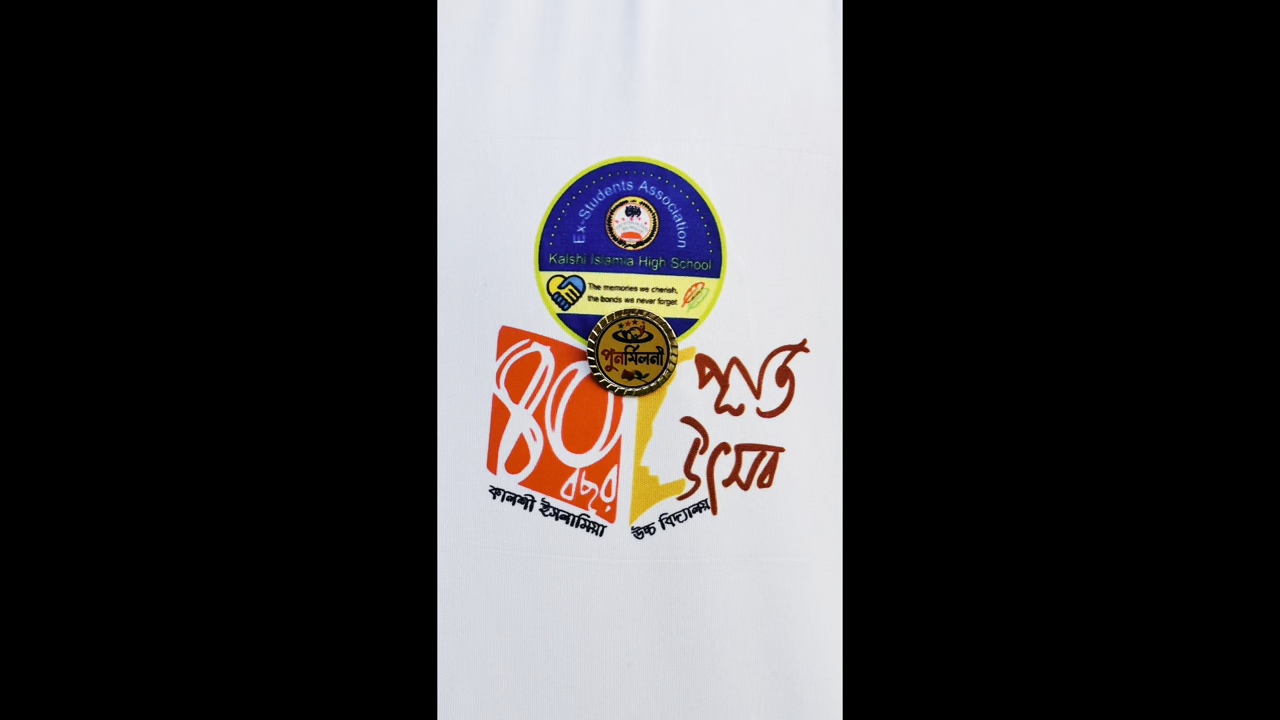 Ex-Students Association
Kalshi Islamia High School
The memories we cherish,
the bonds we never forget
পুনর্মিলনী
৪০
বছর
পূর্তি
উৎসব
কালশী ইসলামিয়া উচ্চ বিদ্যালয়